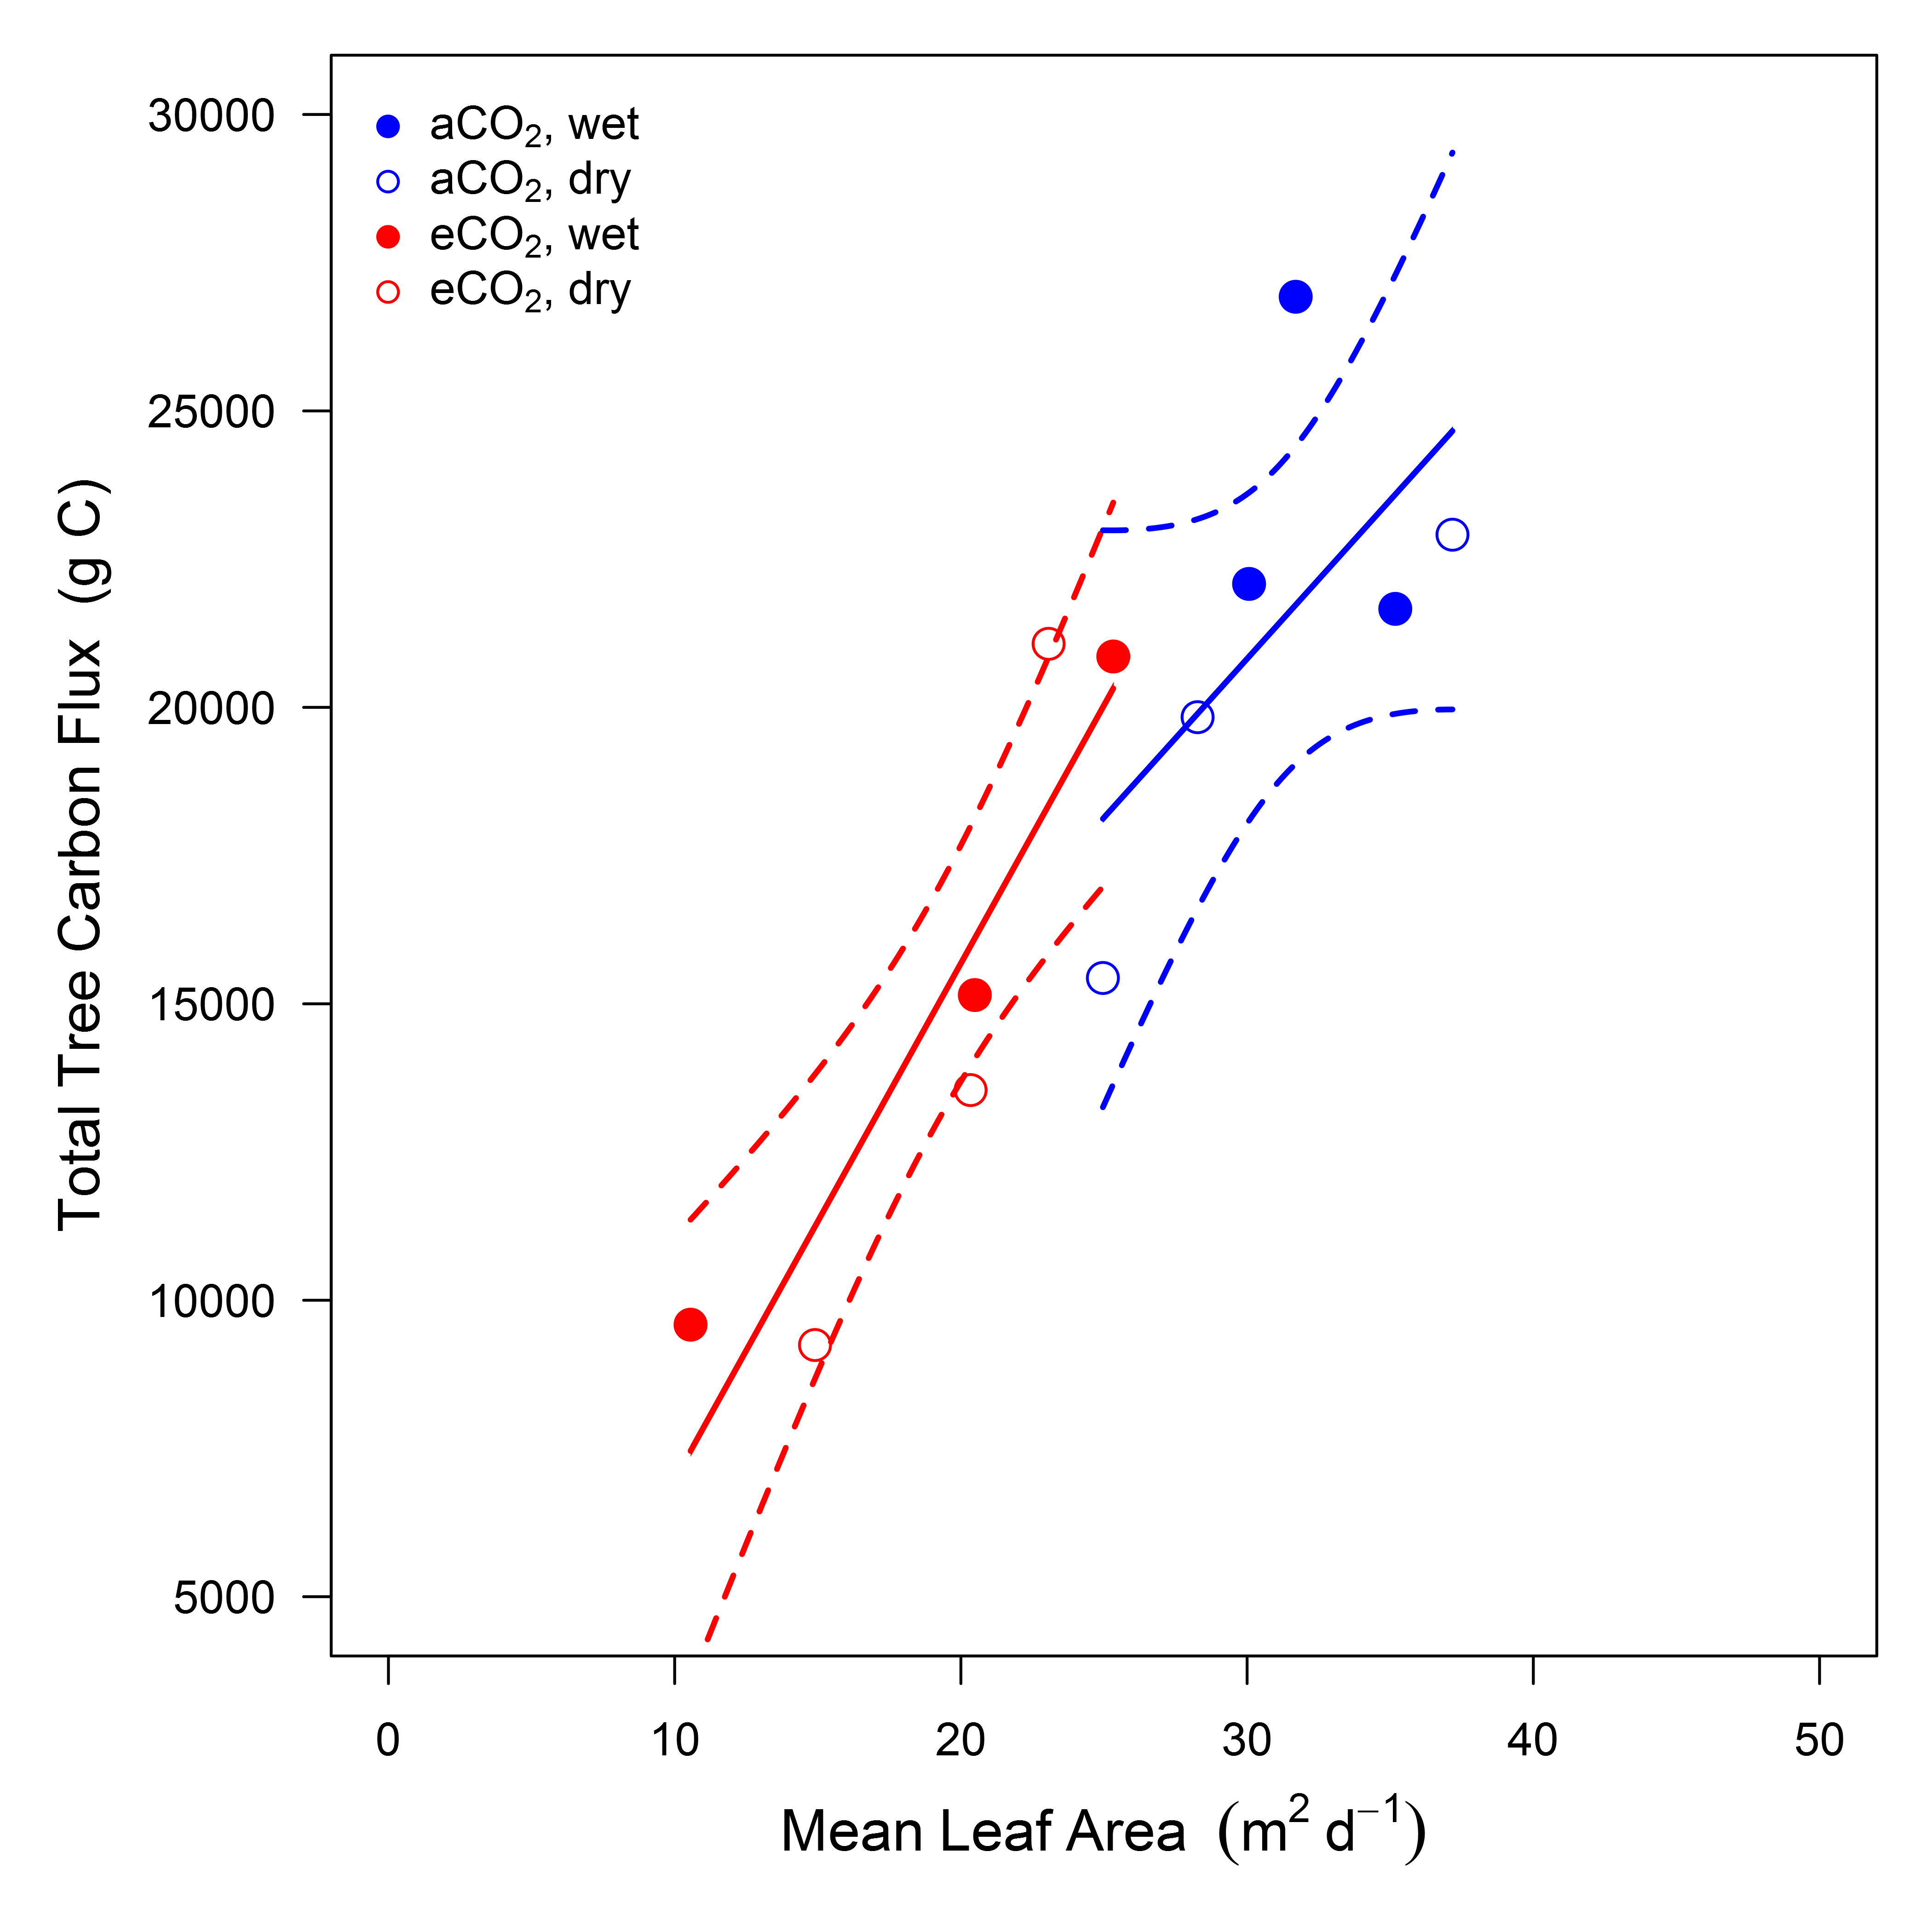 30000
25000
20000
15000
10000
5000
Total Tree Carbon Flux (g C)
aCO₂, wet
aCO₂, dry
eCO₂, wet
eCO₂, dry
0 10 20 30 40 50
Mean Leaf Area (m² d⁻¹)